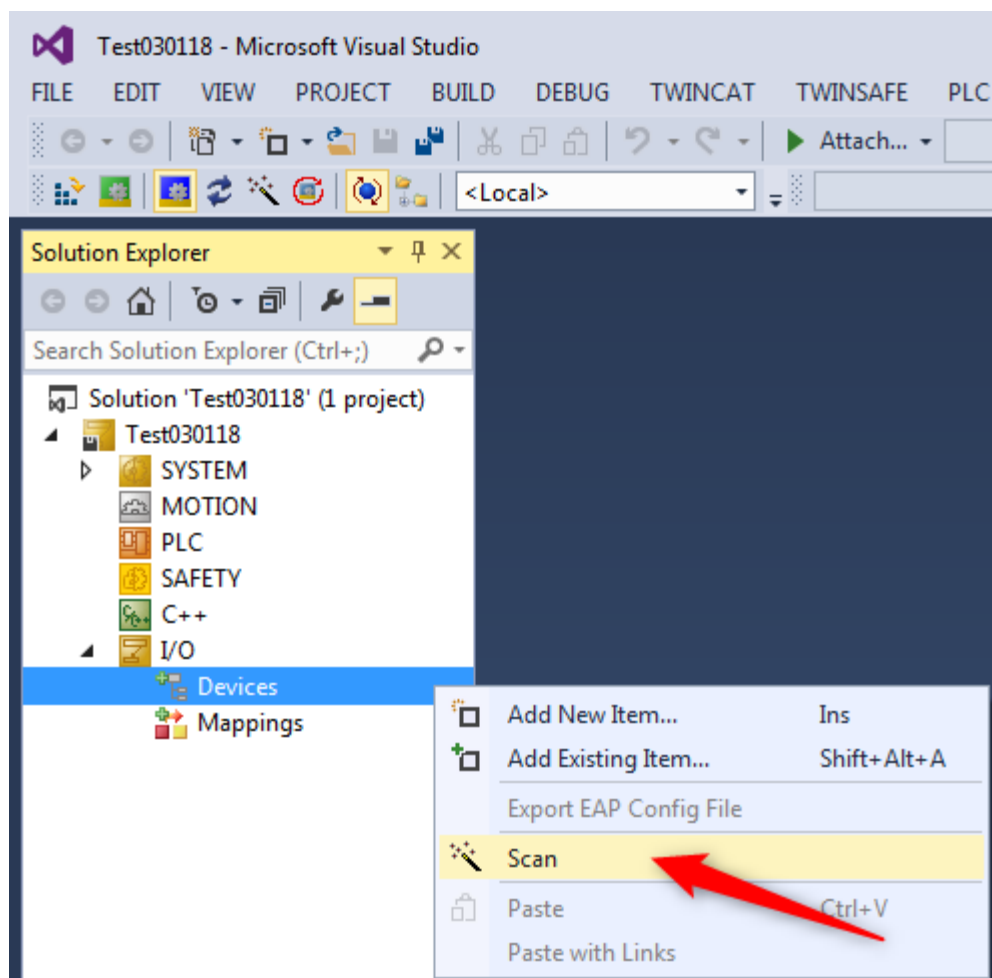 Test030118 - Microsoft Visual Studio
FILE EDIT VIEW PROJECT BUILD DEBUG TWINCAT TWINSAFE PLC
Attach...
<Local>
Solution Explorer
Search Solution Explorer (Ctrl+;)
Solution 'Test030118' (1 project)
Test030118
SYSTEM
MOTION
PLC
SAFETY
C++
I/O
Devices
Mappings
Add New Item... Ins
Add Existing Item... Shift+Alt+A
Export EAP Config File
Scan
Paste Ctrl+V
Paste with Links